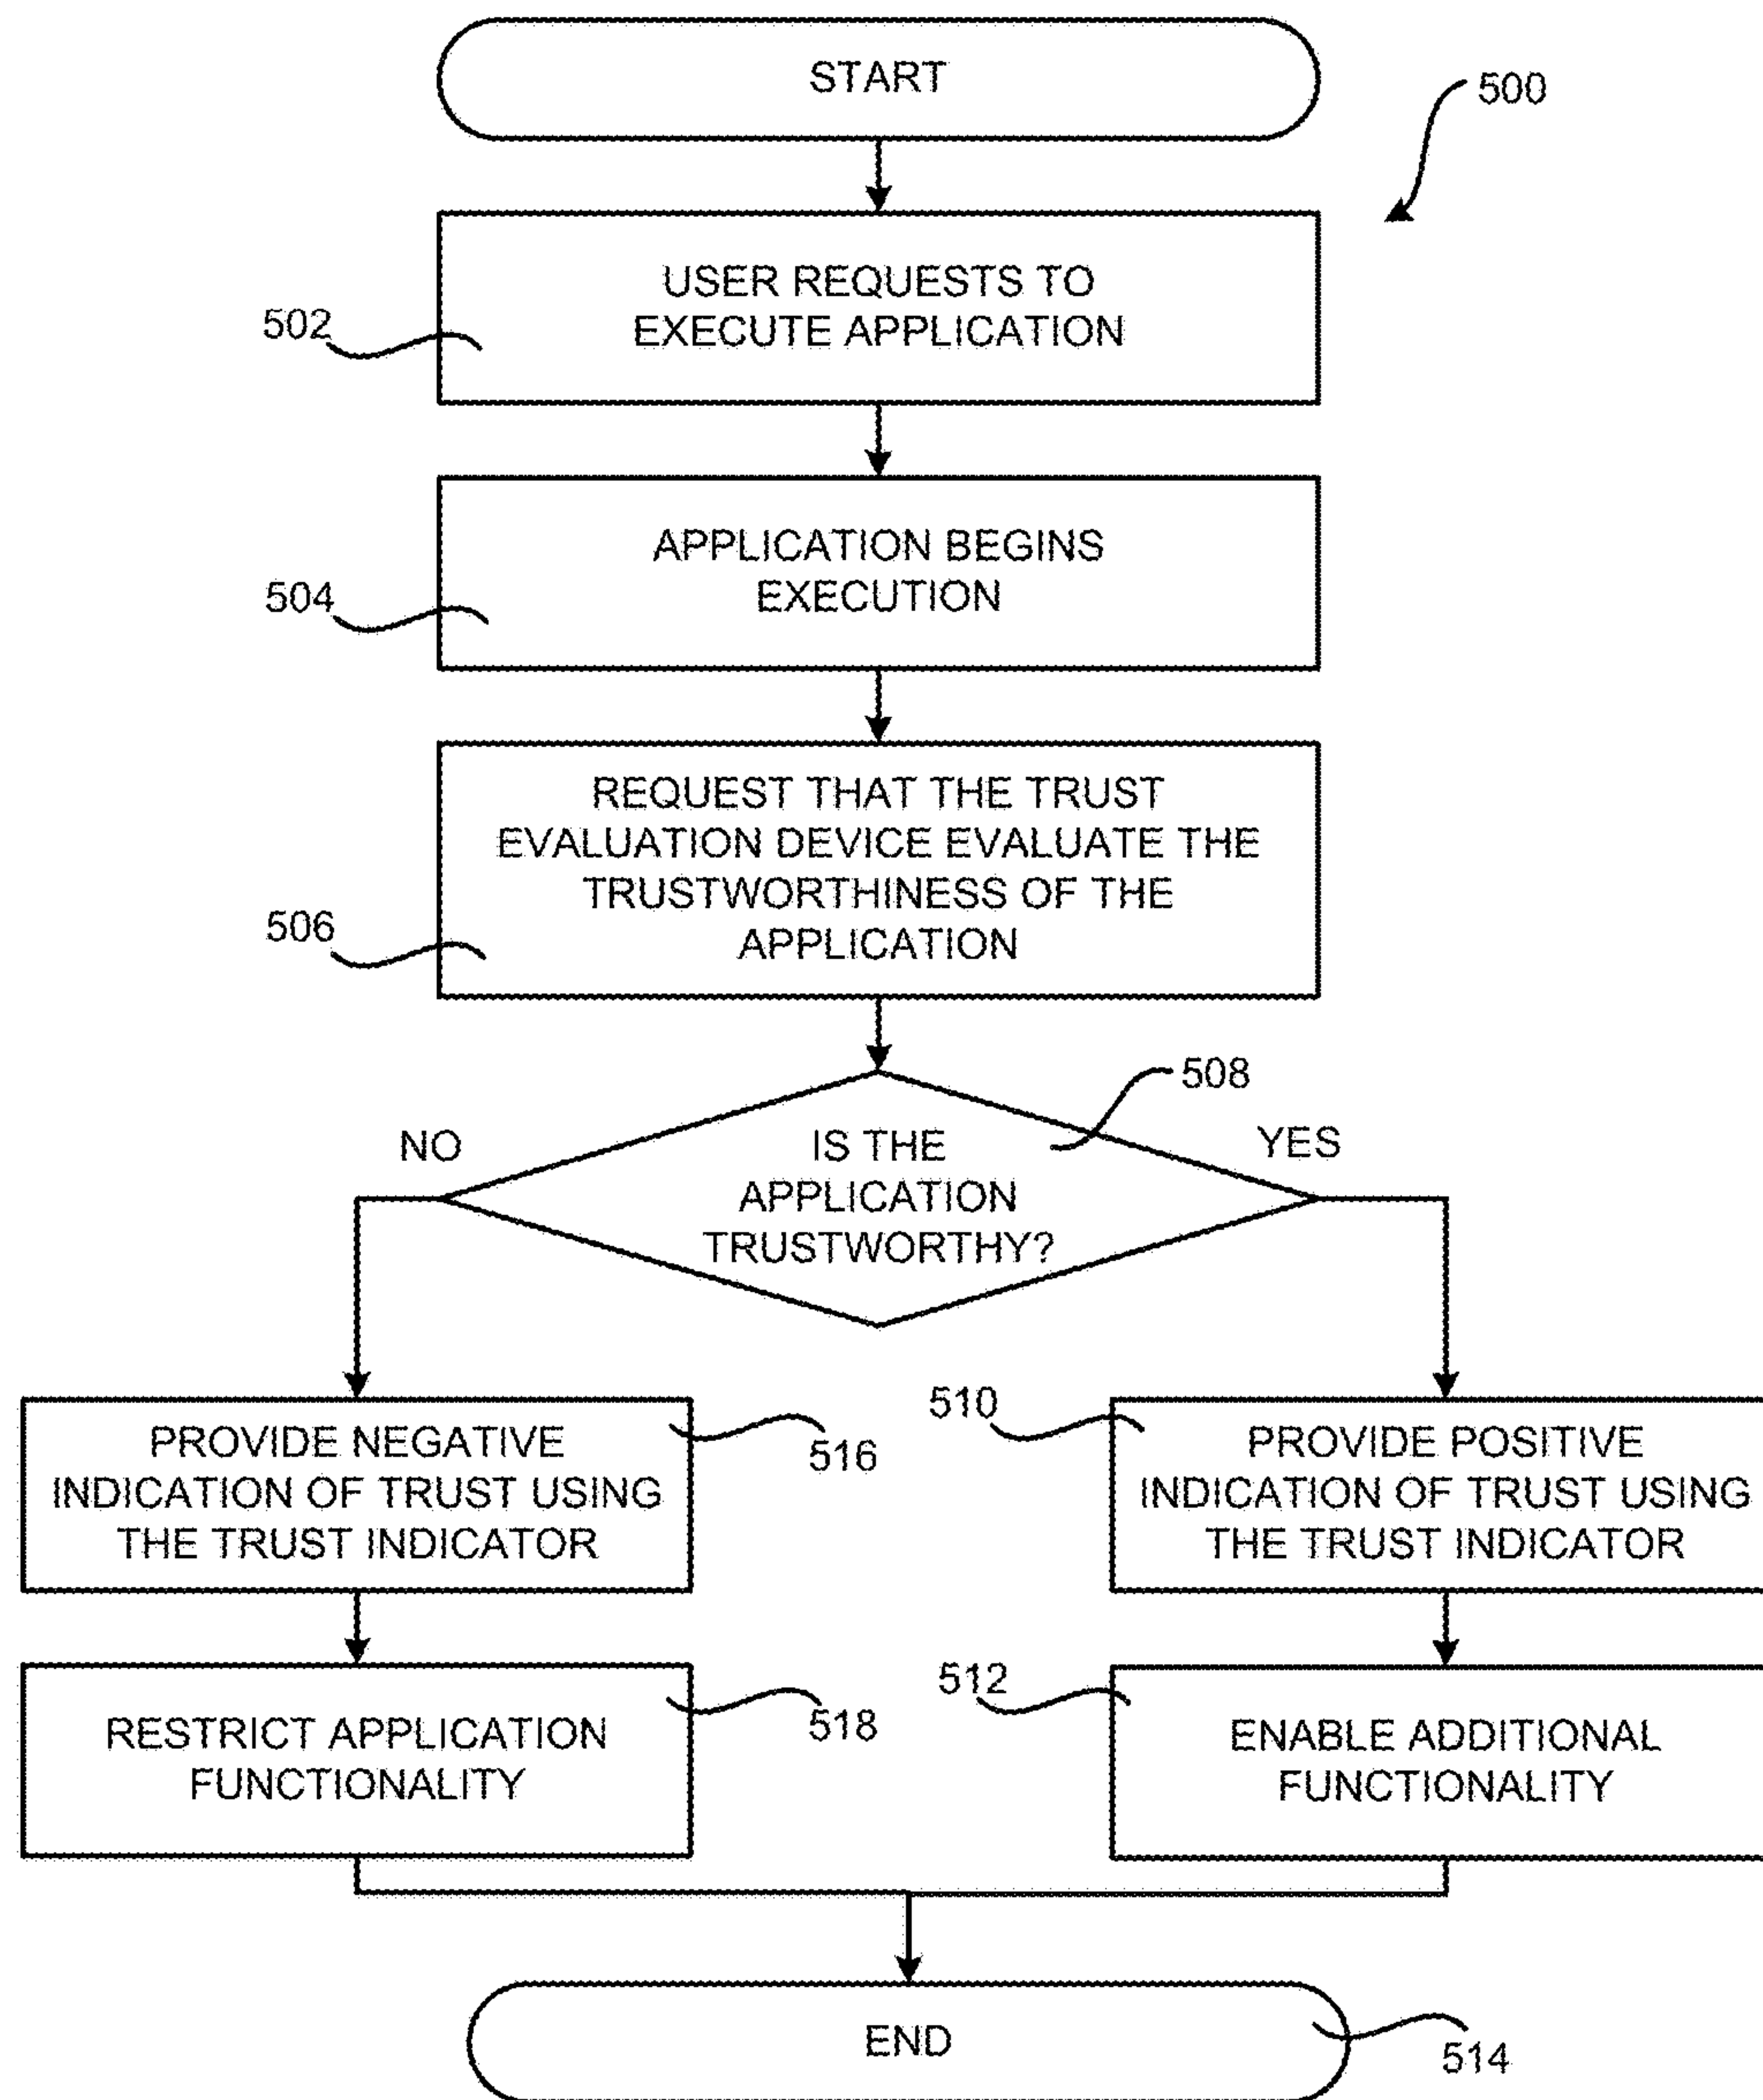 START
500
USER REQUESTS TO
EXECUTE APPLICATION
502
APPLICATION BEGINS
EXECUTION
504
REQUEST THAT THE TRUST
EVALUATION DEVICE EVALUATE THE
TRUSTWORTHINESS OF THE
APPLICATION
506
508
NO
IS THE
APPLICATION
TRUSTWORTHY?
YES
PROVIDE NEGATIVE
INDICATION OF TRUST USING
THE TRUST INDICATOR
516
510
PROVIDE POSITIVE
INDICATION OF TRUST USING
THE TRUST INDICATOR
RESTRICT APPLICATION
FUNCTIONALITY
518
512
ENABLE ADDITIONAL
FUNCTIONALITY
END
514